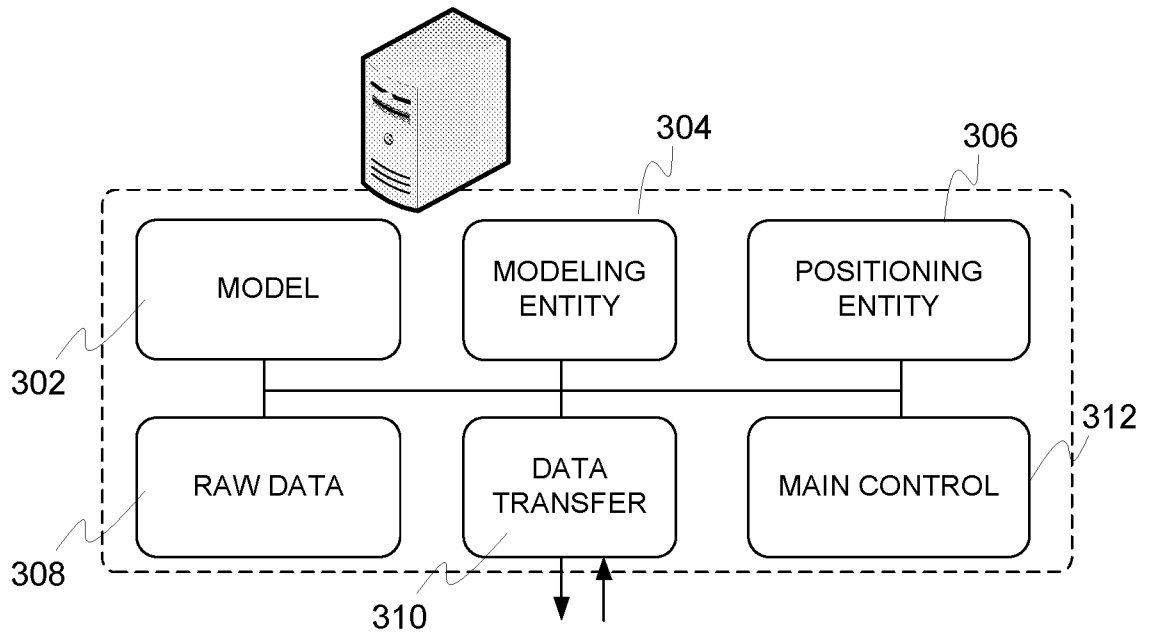 304
306
MODEL
MODELING
ENTITY
POSITIONING
ENTITY
302
312
RAW DATA
DATA
TRANSFER
MAIN CONTROL
308
310